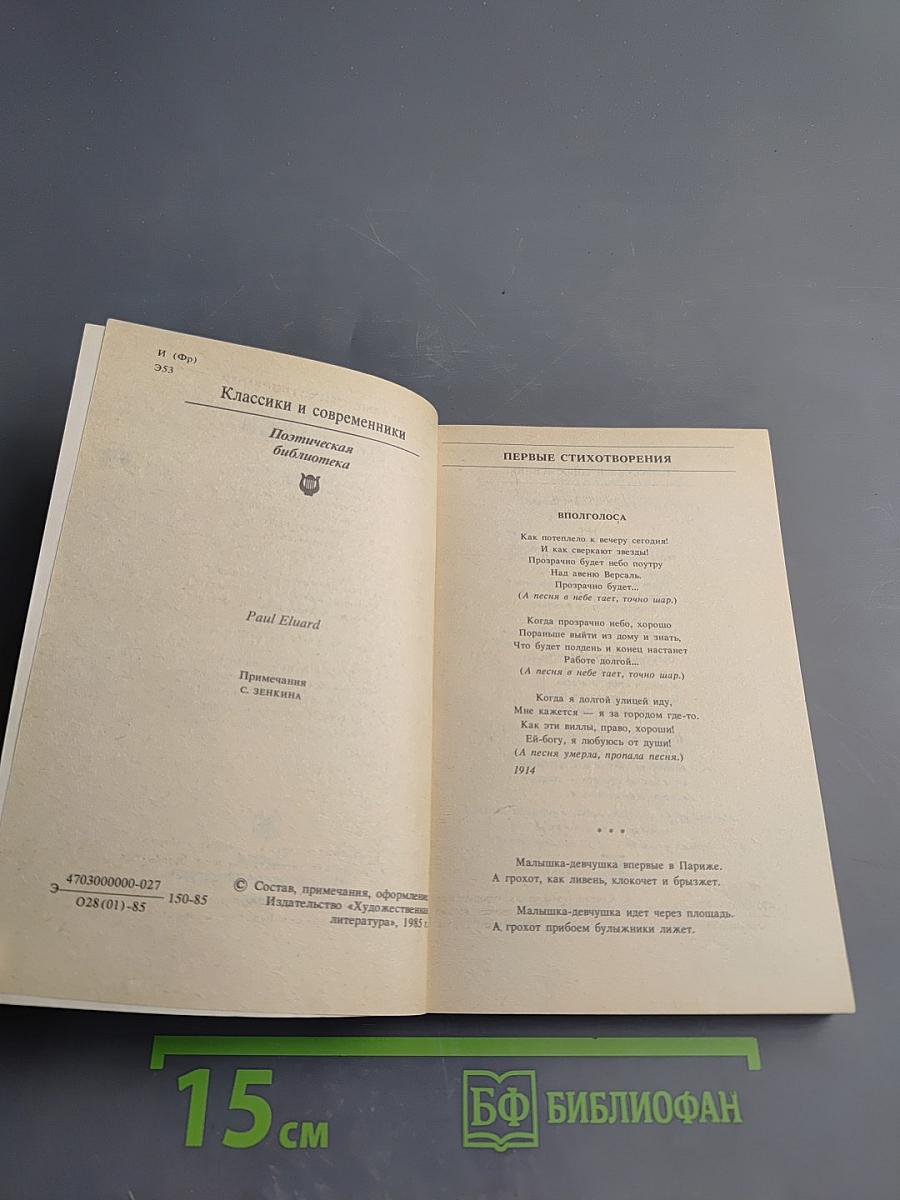 И (Фр)
Э53
Классики и современники
Поэтическая
библиотека
Paul Eluard
Примечания
С. ЗЕНКИНА
Э 4703000000-027 150-85
О28(01)-85
© Состав, примечания, оформление
Издательство «Художественная
литература», 1985 г.
ПЕРВЫЕ СТИХОТВОРЕНИЯ
ВПОЛГОЛОСА
Как потеплело к вечеру сегодня!
И как сверкают звезды!
Прозрачно будет небо поутру
Над авеню Версаль.
Прозрачно будет...
(А песня в небе тает, точно шар.)
Когда прозрачно небо, хорошо
Пораньше выйти из дому и знать,
Что будет полдень и конец настанет
Работе долгой...
(А песня в небе тает, точно шар.)
Когда я долгой улицей иду,
Мне кажется — я за городом где-то.
Как эти виллы, право, хороши!
Ей-богу, я любуюсь от души!
(А песня умерла, пропала песня.)
1914
* * *
Малышка-девчушка впервые в Париже.
А грохот, как ливень, клокочет и брызжет.
Малышка-девчушка идет через площадь.
А грохот прибоем булыжники лижет.
15 см
БФ БИБЛИОФАН